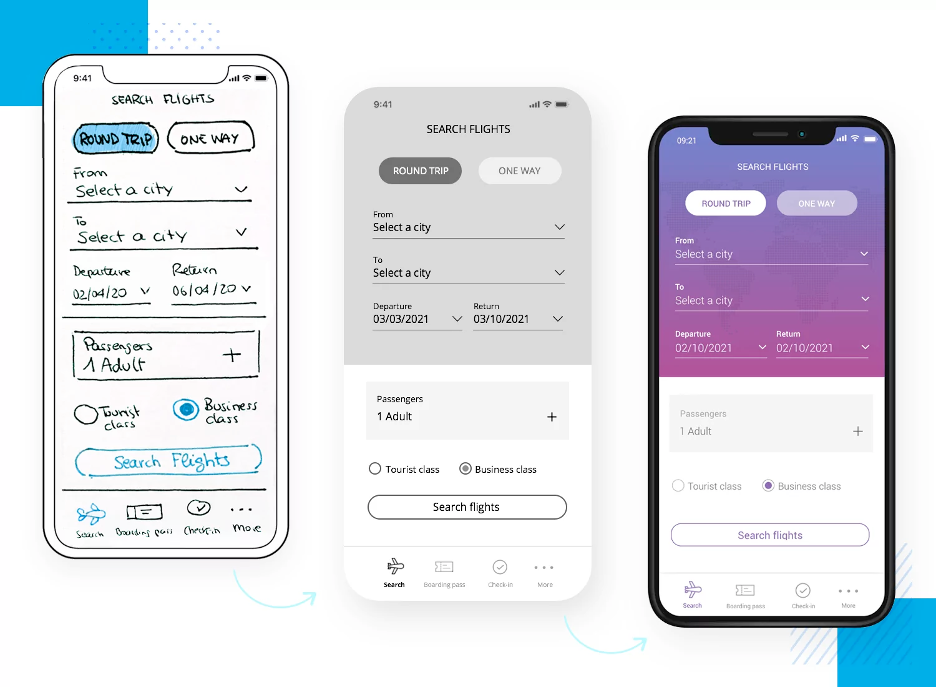 9:41
SEARCH FLIGHTS
ROUND TRIP ONE WAY
From
Select a city
To
Select a city
Departure Return
02/04/20 06/04/20
Passengers
1 Adult
Tourist class Business class
Search Flights
Search Boarding pass Check-in More
9:41
SEARCH FLIGHTS
ROUND TRIP ONE WAY
From
Select a city
To
Select a city
Departure Return
03/03/2021 03/10/2021
Passengers
1 Adult
Tourist class Business class
Search flights
Search Boarding pass Check-in More
09:21
SEARCH FLIGHTS
ROUND TRIP ONE WAY
From
Select a city
To
Select a city
Departure Return
02/10/2021 02/10/2021
Passengers
1 Adult
Tourist class Business class
Search flights
Search Boarding pass Check-in More